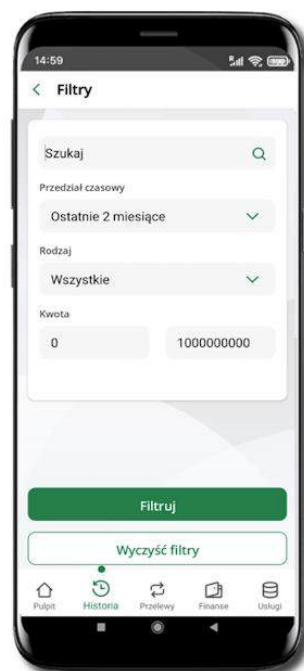 14:59
Filtry
Szukaj
Przedział czasowy
Ostatnie 2 miesiące
Rodzaj
Wszystkie
Kwota
0 1000000000
Filtruj
Wyczyść filtry
Pulpit Historia Przelewy Finanse Usługi